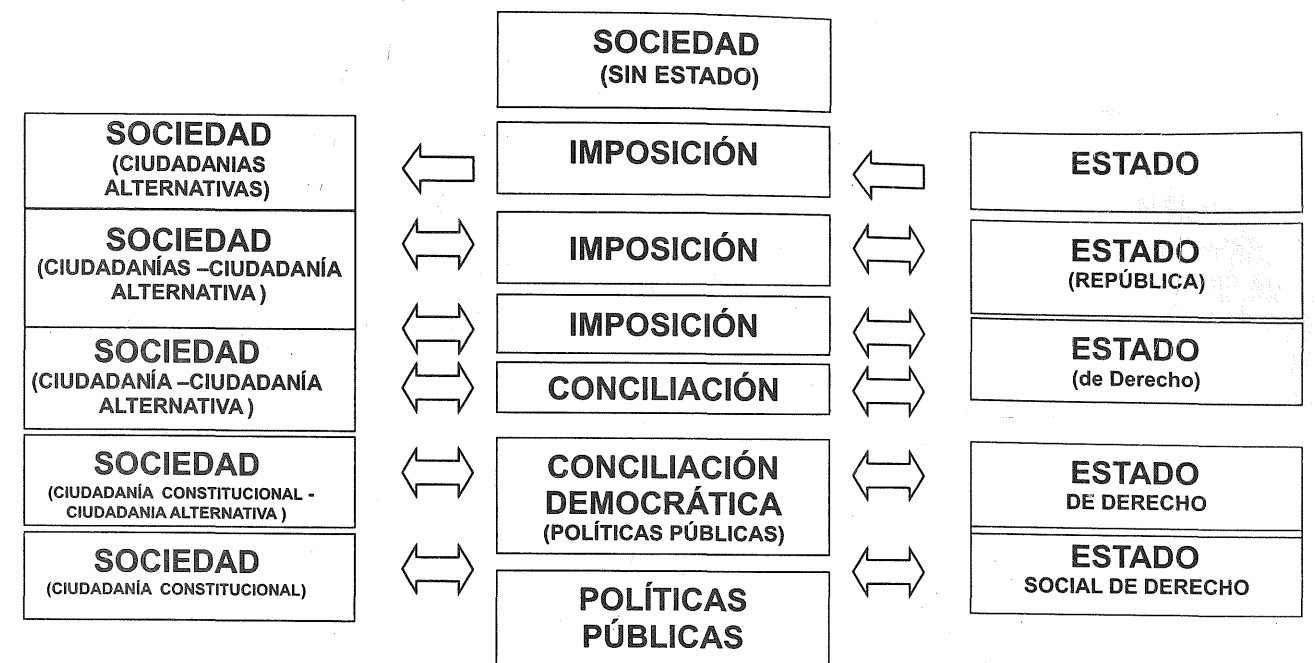 SOCIEDAD
(SIN ESTADO)
SOCIEDAD
(CIUDADANIAS
ALTERNATIVAS)
IMPOSICIÓN
ESTADO
SOCIEDAD
(CIUDADANÍAS –CIUDADANÍA
ALTERNATIVA )
IMPOSICIÓN
ESTADO
(REPÚBLICA)
SOCIEDAD
(CIUDADANÍA –CIUDADANÍA
ALTERNATIVA )
IMPOSICIÓN
CONCILIACIÓN
ESTADO
(de Derecho)
SOCIEDAD
(CIUDADANÍA CONSTITUCIONAL -
CIUDADANIA ALTERNATIVA )
CONCILIACIÓN
DEMOCRÁTICA
(POLÍTICAS PÚBLICAS)
ESTADO
DE DERECHO
SOCIEDAD
(CIUDADANÍA CONSTITUCIONAL)
POLÍTICAS
PÚBLICAS
ESTADO
SOCIAL DE DERECHO